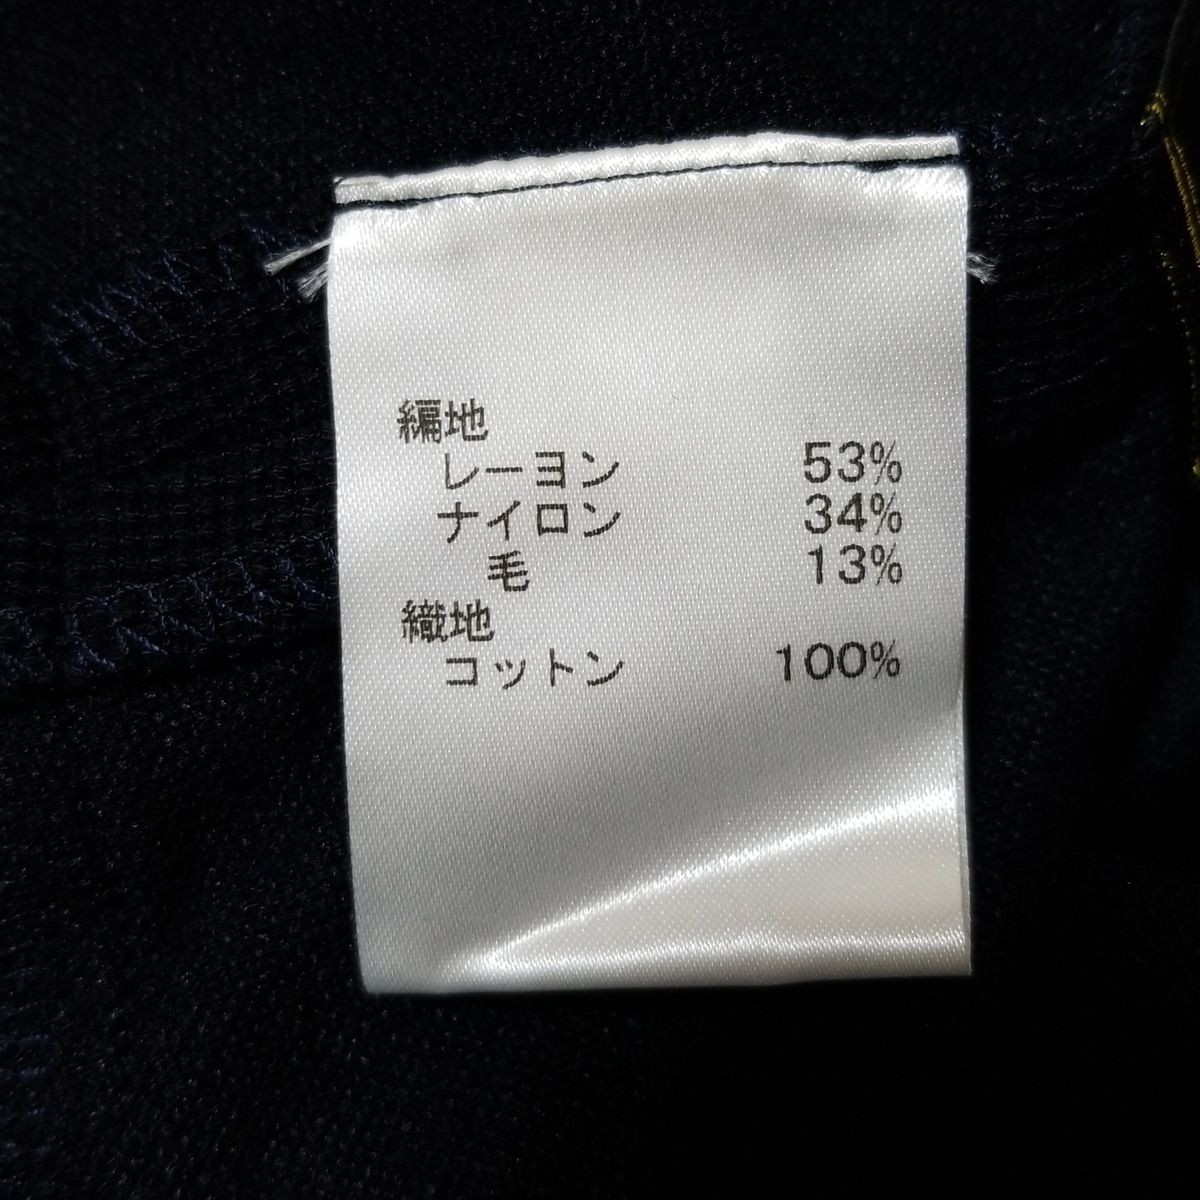 編地
レーヨン 53%
ナイロン 34%
毛 13%
織地
コットン 100%